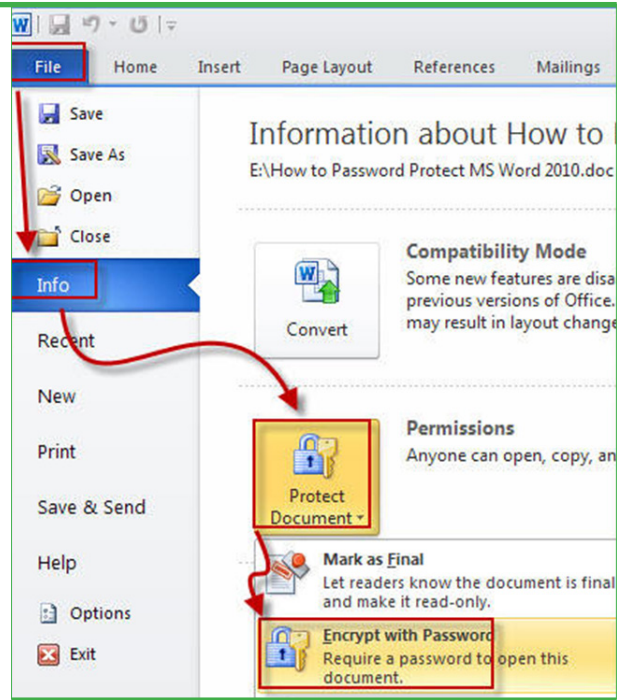 W
File Home Insert Page Layout References Mailings
Save
Save As
Open
Close
Info
Recent
New
Print
Save & Send
Help
Options
Exit
Information about How to
E:\How to Password Protect MS Word 2010.doc
Convert
Compatibility Mode
Some new features are disa
previous versions of Office.
may result in layout change
Protect
Document
Permissions
Anyone can open, copy, an
Mark as Final
Let readers know the document is final
and make it read-only.
Encrypt with Password
Require a password to open this
document.